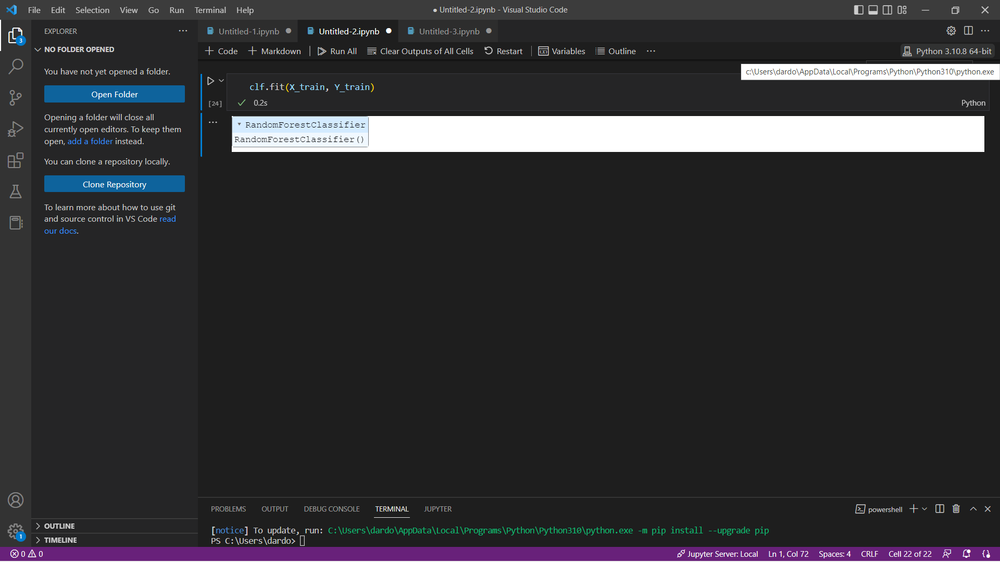 File Edit Selection View Go Run Terminal Help
● Untitled-2.ipynb - Visual Studio Code
3
EXPLORER
NO FOLDER OPENED
You have not yet opened a folder.
Open Folder
Opening a folder will close all
currently open editors. To keep them
open, add a folder instead.
You can clone a repository locally.
Clone Repository
To learn more about how to use git
and source control in VS Code read
our docs.
OUTLINE
TIMELINE
1
Untitled-1.ipynb Untitled-2.ipynb Untitled-3.ipynb
Code Markdown Run All Clear Outputs of All Cells Restart Variables Outline Python 3.10.8 64-bit
c:\Users\dardo\AppData\Local\Programs\Python\Python310\python.exe
clf.fit(X_train, Y_train)
[24] 0.2s Python
RandomForestClassifier
RandomForestClassifier()
PROBLEMS OUTPUT DEBUG CONSOLE TERMINAL JUPYTER powershell
[notice] To update, run: C:\Users\dardo\AppData\Local\Programs\Python\Python310\python.exe -m pip install --upgrade pip
PS C:\Users\dardo>
0 0 Jupyter Server: Local Ln 1, Col 72 Spaces: 4 CRLF Cell 22 of 22